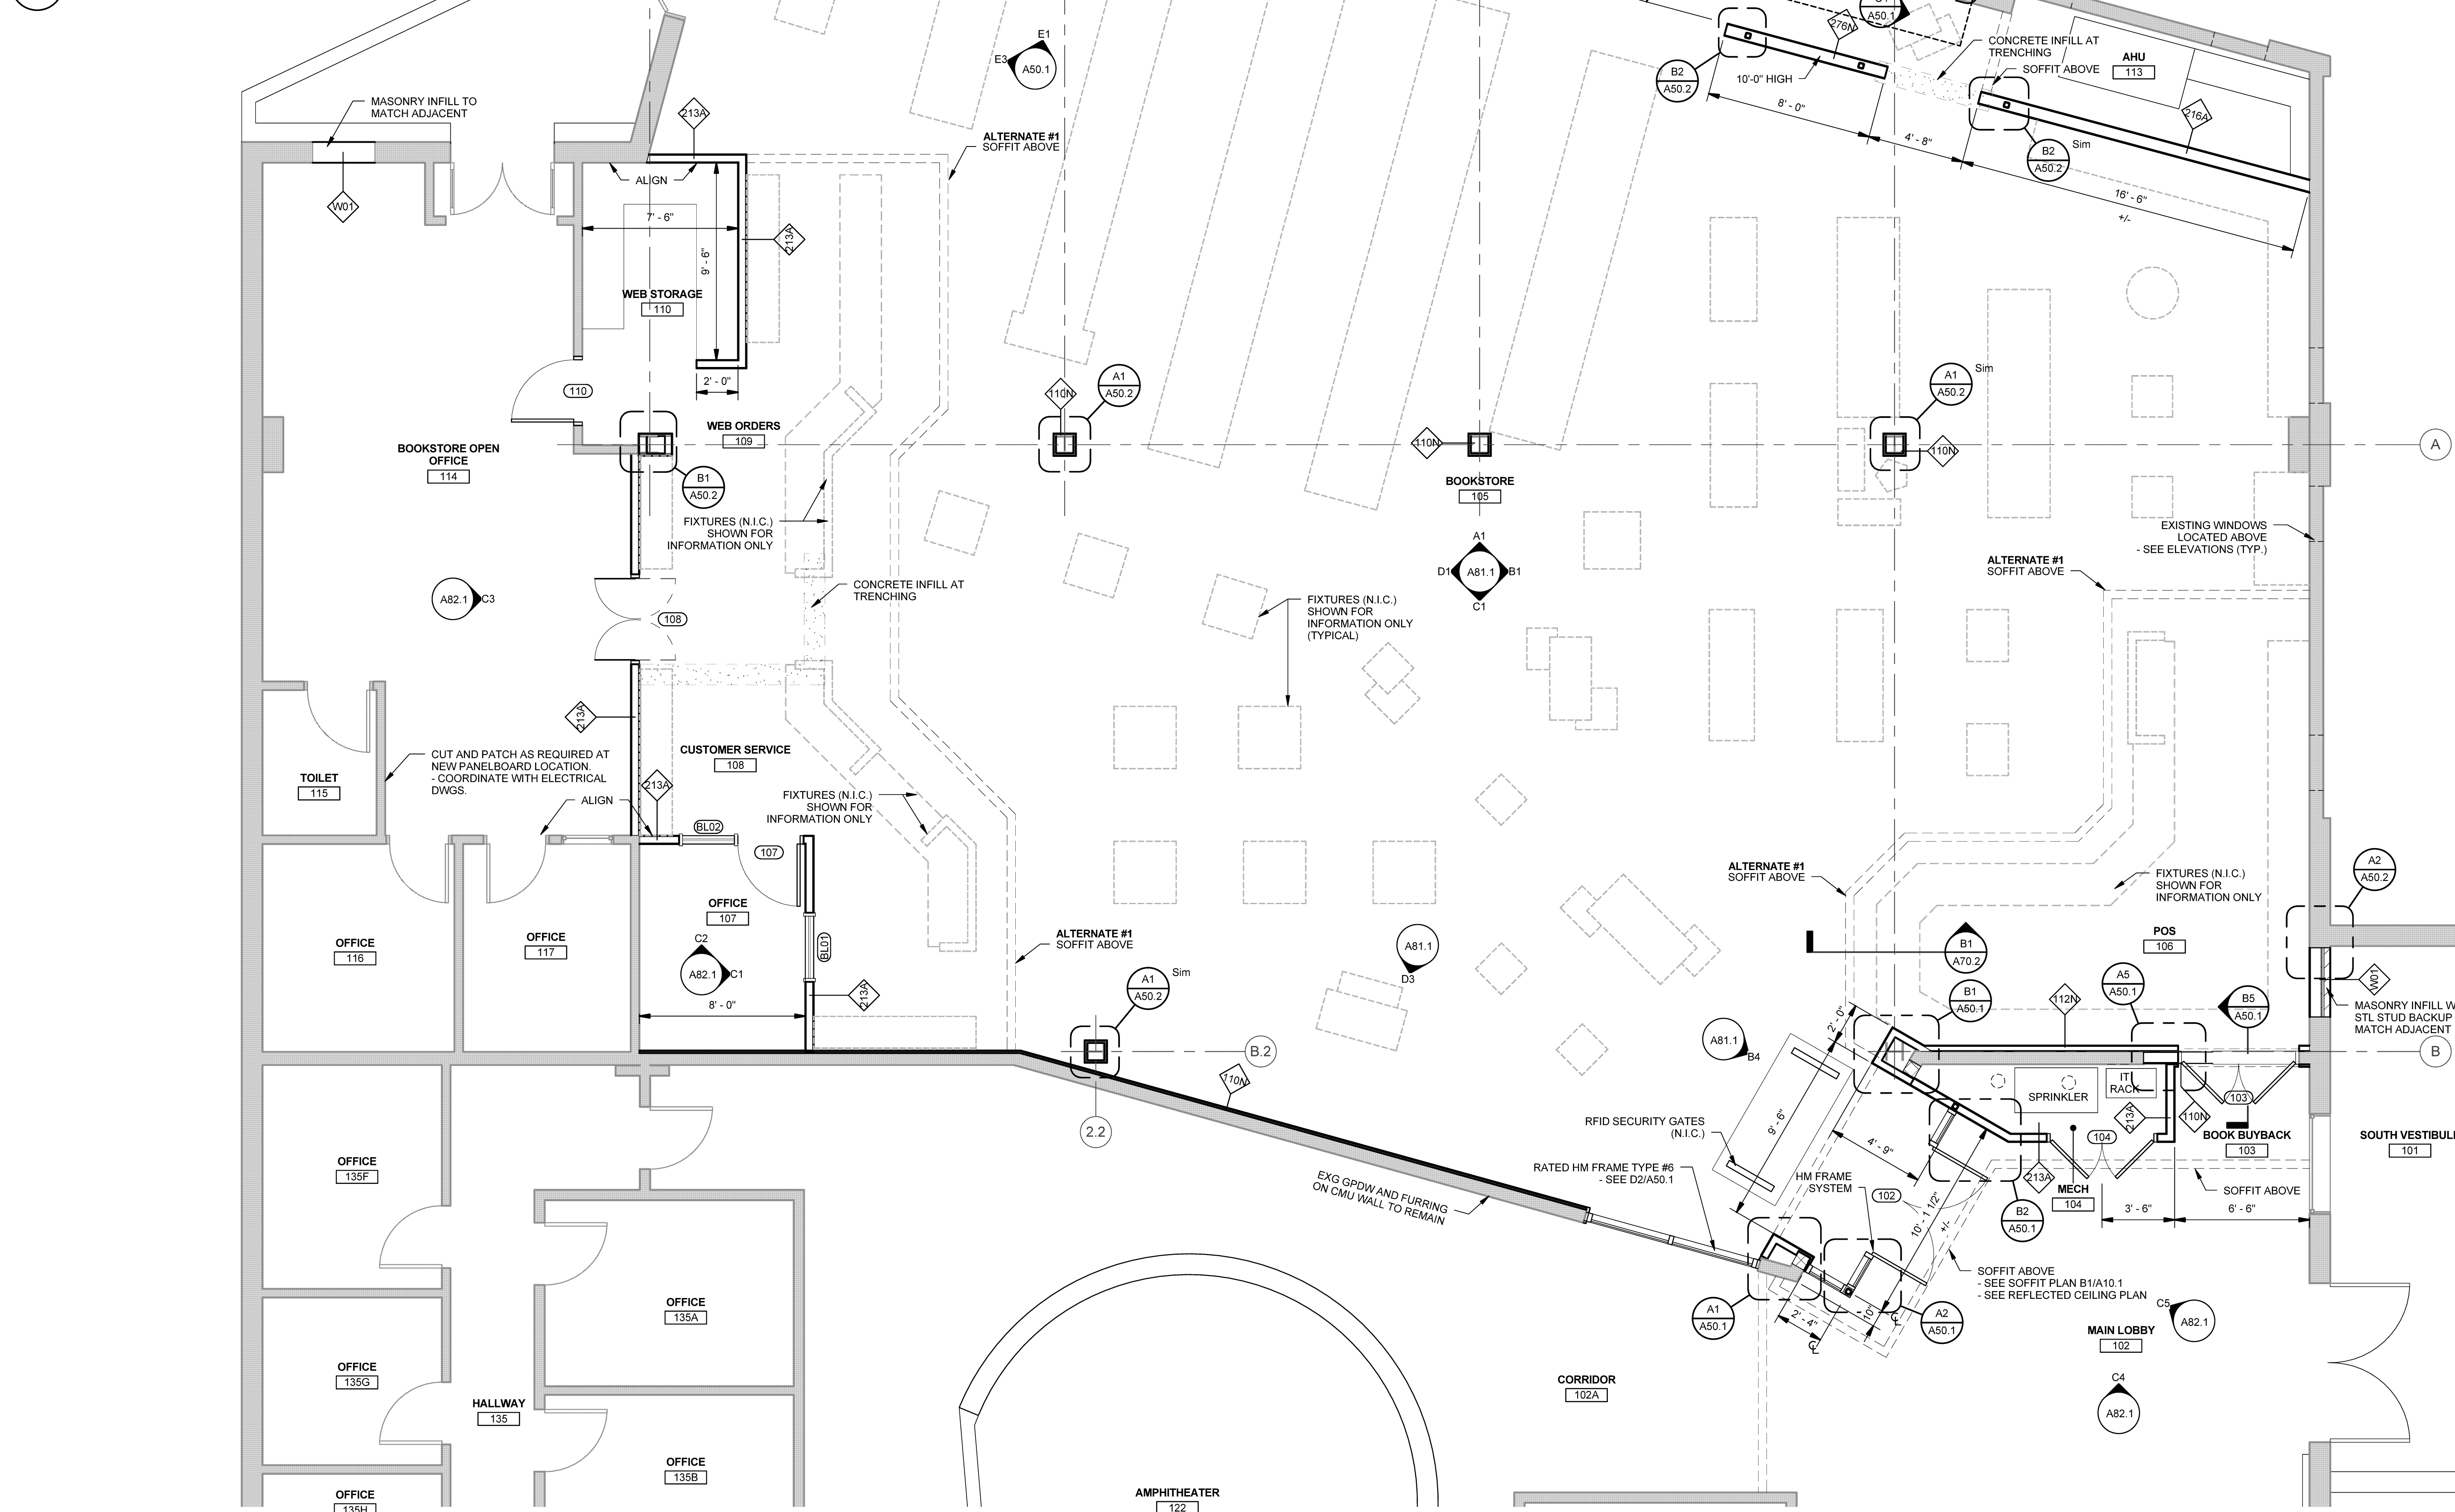 A50.1
E1
E3
A50.1
276N
CONCRETE INFILL AT
TRENCHING
SOFFIT ABOVE
AHU
113
B2
A50.2
10'-0" HIGH
8' - 0"
4' - 8"
216A
B2
A50.2
Sim
16' - 6"
+/-
MASONRY INFILL TO
MATCH ADJACENT
W01
213A
ALTERNATE #1
SOFFIT ABOVE
ALIGN
7' - 6"
9' - 6"
213A
WEB STORAGE
110
2' - 0"
110
WEB ORDERS
109
BOOKSTORE OPEN
OFFICE
114
B1
A50.2
110N
A1
A50.2
110N
BOOKSTORE
105
A1
A50.2
Sim
110N
A
FIXTURES (N.I.C.)
SHOWN FOR
INFORMATION ONLY
EXISTING WINDOWS
LOCATED ABOVE
- SEE ELEVATIONS (TYP.)
A1
D1
A81.1
B1
C1
ALTERNATE #1
SOFFIT ABOVE
A82.1
C3
108
CONCRETE INFILL AT
TRENCHING
FIXTURES (N.I.C.)
SHOWN FOR
INFORMATION ONLY
(TYPICAL)
213A
CUSTOMER SERVICE
108
CUT AND PATCH AS REQUIRED AT
NEW PANELBOARD LOCATION.
- COORDINATE WITH ELECTRICAL
DWGS.
TOILET
115
ALIGN
213A
FIXTURES (N.I.C.)
SHOWN FOR
INFORMATION ONLY
BL02
107
ALTERNATE #1
SOFFIT ABOVE
FIXTURES (N.I.C.)
SHOWN FOR
INFORMATION ONLY
A2
A50.2
OFFICE
107
OFFICE
116
OFFICE
117
C2
A82.1
C1
BL01
ALTERNATE #1
SOFFIT ABOVE
213A
8' - 0"
A1
A50.2
Sim
A81.1
D3
B1
A70.2
POS
106
B1
A50.1
112N
A5
A50.1
B5
A50.1
W01
MASONRY INFILL W
STL STUD BACKUP
MATCH ADJACENT
2' - 0"
A81.1
B4
B.2
B
110N
2.2
SPRINKLER
IT
RACK
103
213A
110N
104
BOOK BUYBACK
103
SOUTH VESTIBUL
101
RFID SECURITY GATES
(N.I.C.)
9' - 6"
4' - 9"
RATED HM FRAME TYPE #6
- SEE D2/A50.1
HM FRAME
SYSTEM
102
10' - 1 1/2"
+/-
213A
MECH
104
SOFFIT ABOVE
3' - 6"
6' - 6"
B2
A50.1
EXG GPDW AND FURRING
ON CMU WALL TO REMAIN
OFFICE
135F
SOFFIT ABOVE
- SEE SOFFIT PLAN B1/A10.1
- SEE REFLECTED CEILING PLAN
A1
A50.1
2' - 4"
10"
A2
A50.1
C5
A82.1
MAIN LOBBY
102
OFFICE
135A
OFFICE
135G
HALLWAY
135
CORRIDOR
102A
C4
A82.1
OFFICE
135B
OFFICE
135H
AMPHITHEATER
122